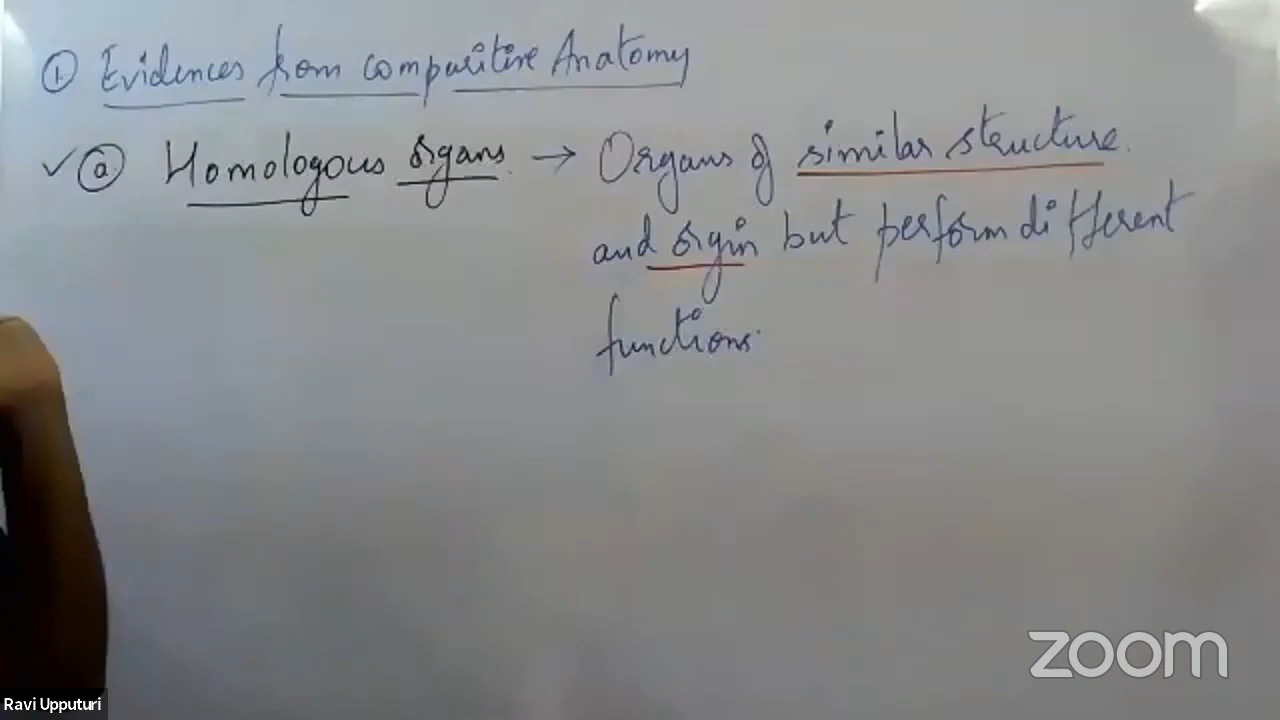 ① Evidences from comparitive Anatomy
✓ ⓐ Homologous organs. → Organs of similar structure.
and orgin but perform different
functions.
zoom
Ravi Upputuri